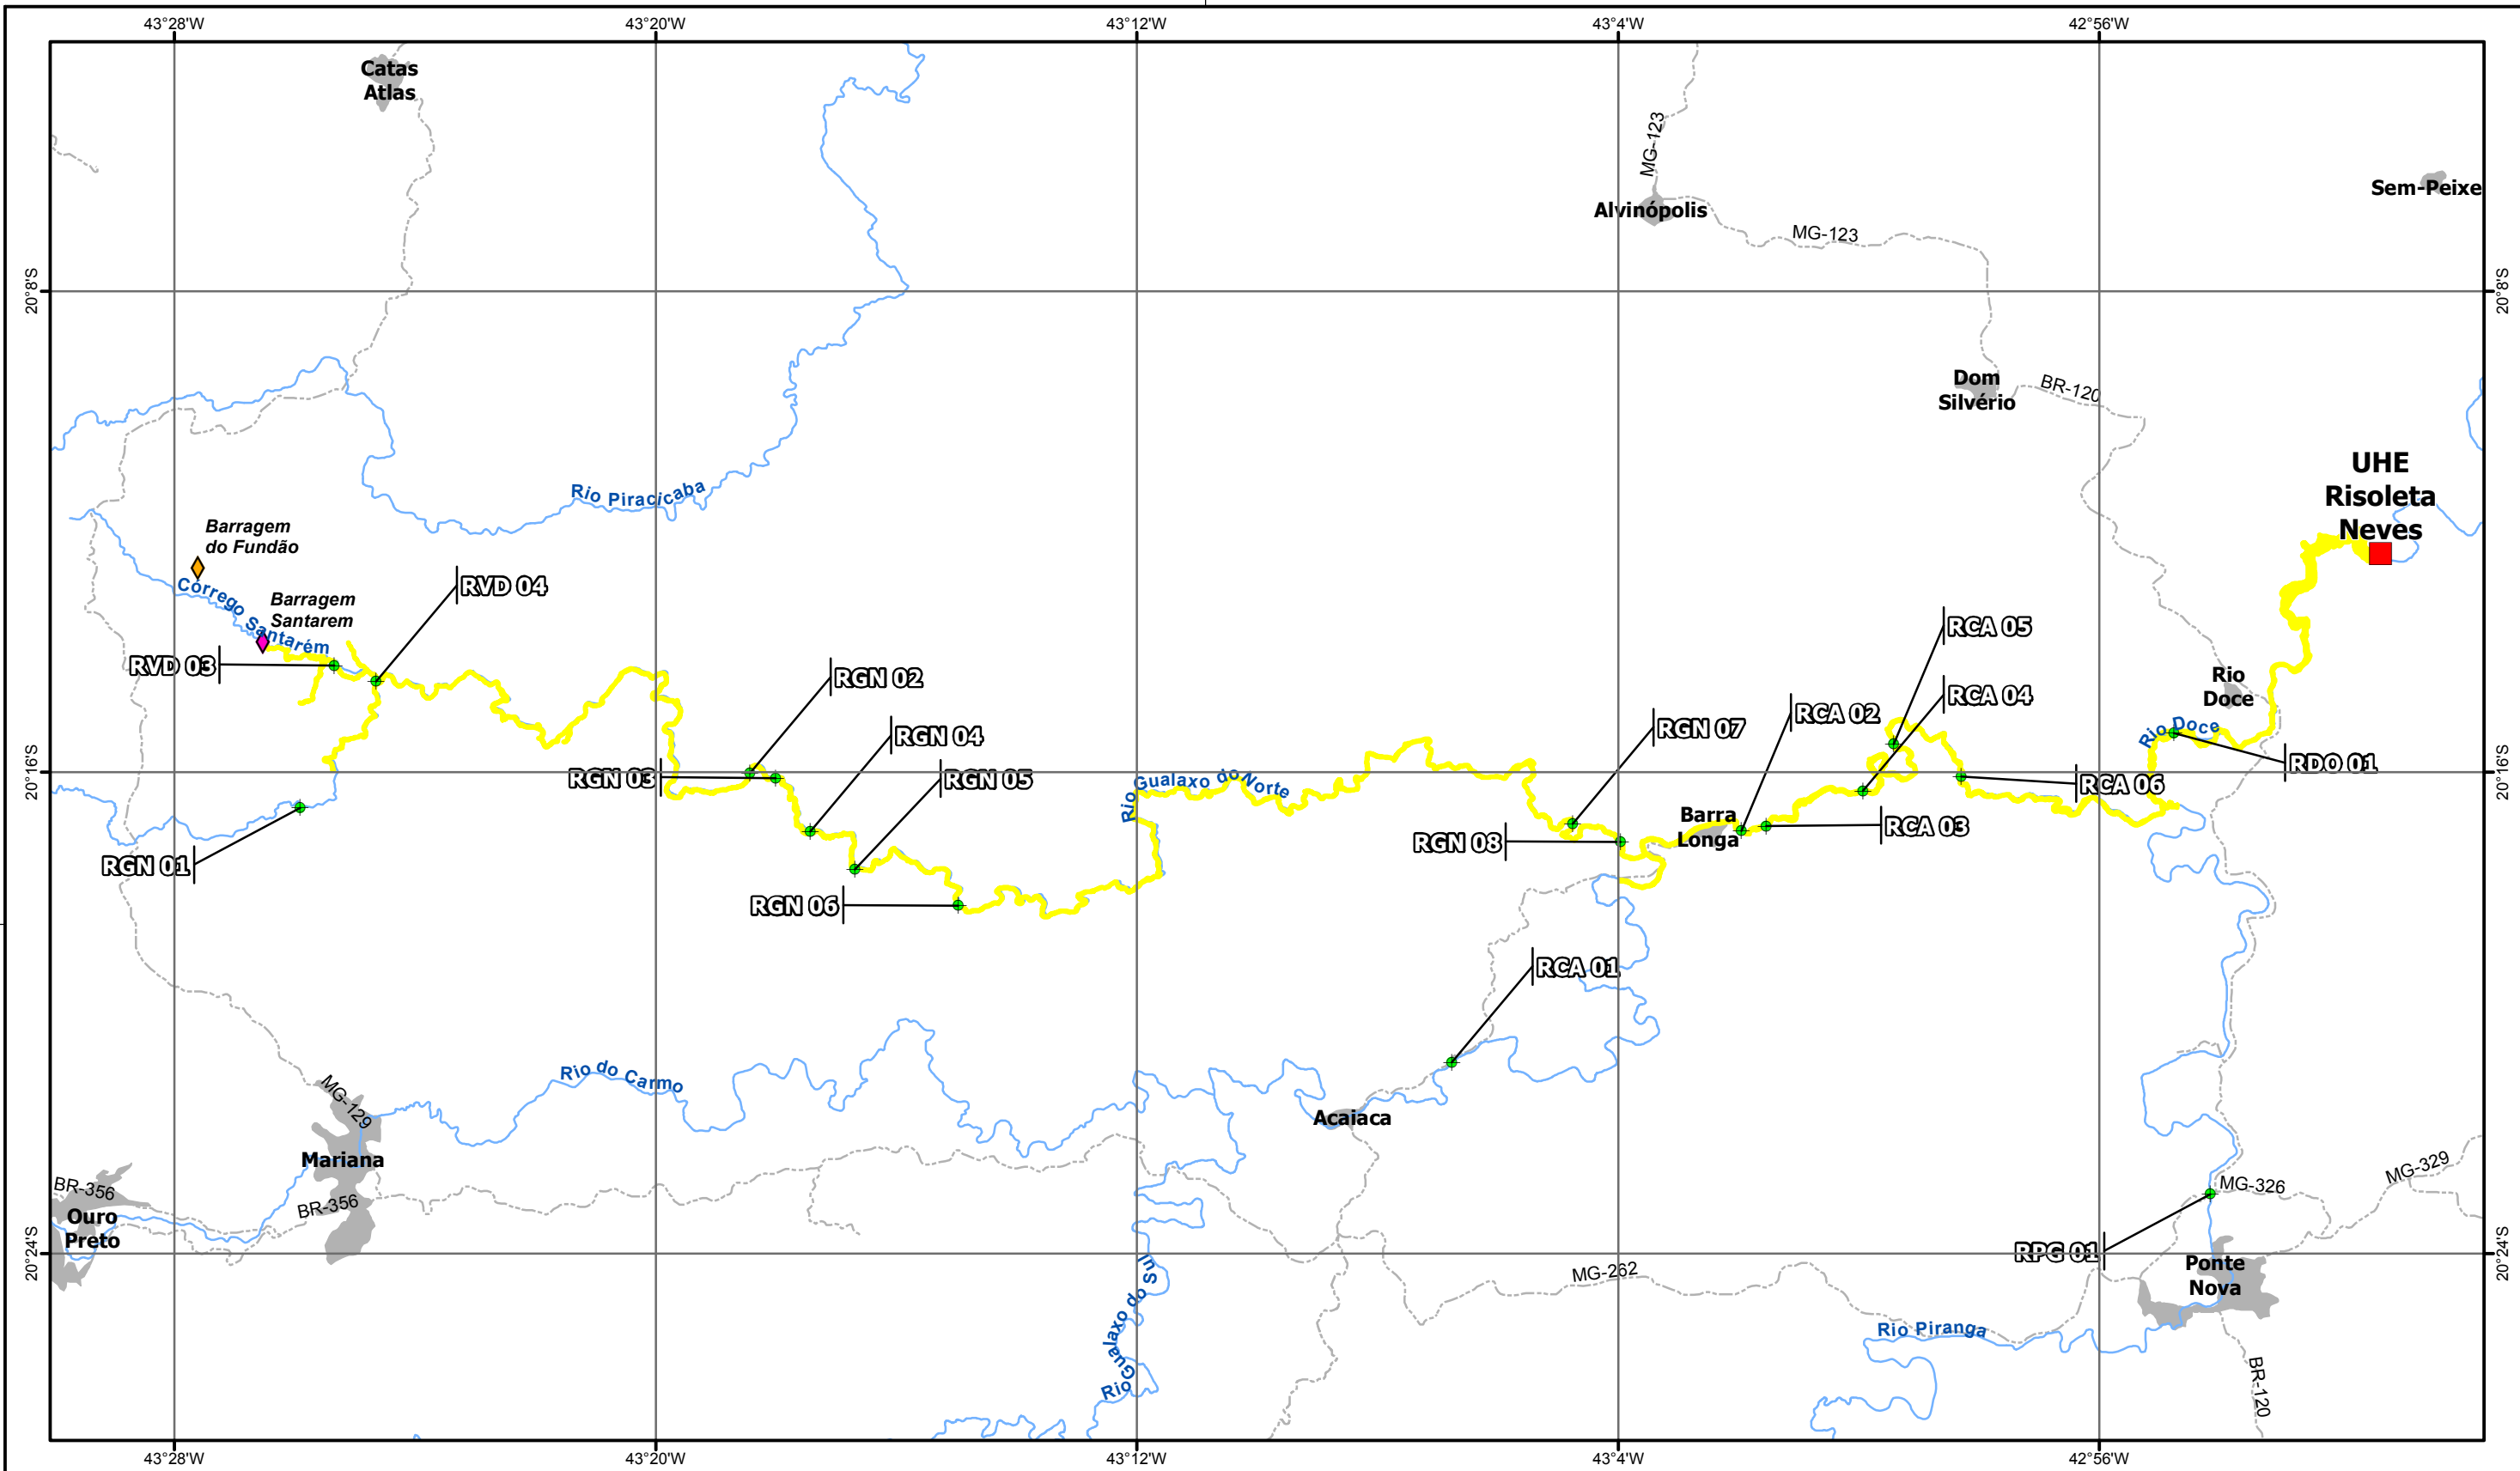 43°28'W
43°20'W
43°12'W
43°4'W
42°56'W
Catas
Atlas
MG-123
Sem-Peixe
Alvinópolis
MG-123
20°8'S
20°8'S
Dom
Silvério
BR-120
UHE
Risoleta
Neves
Rio Piracicaba
Barragem
do Fundão
Córrego Santarém
Barragem
Santarem
RVD 04
RVD 03
RCA 05
RCA 04
RGN 02
RGN 04
RGN 03
RGN 05
RGN 07
RCA 02
Rio
Doce
Rio Doce
RDO 01
20°16'S
20°16'S
Rio Gualaxo do Norte
RCA 06
Barra
Longa
RCA 03
RGN 08
RGN 01
RGN 06
RCA 01
Rio do Carmo
MG-129
Acaiaca
Mariana
BR-356
BR-356
Ouro
Preto
MG-329
MG-326
RPG 01
20°24'S
20°24'S
Ponte
Nova
MG-262
Rio Gualaxo do Sul
Rio Piranga
BR-120
43°28'W
43°20'W
43°12'W
43°4'W
42°56'W